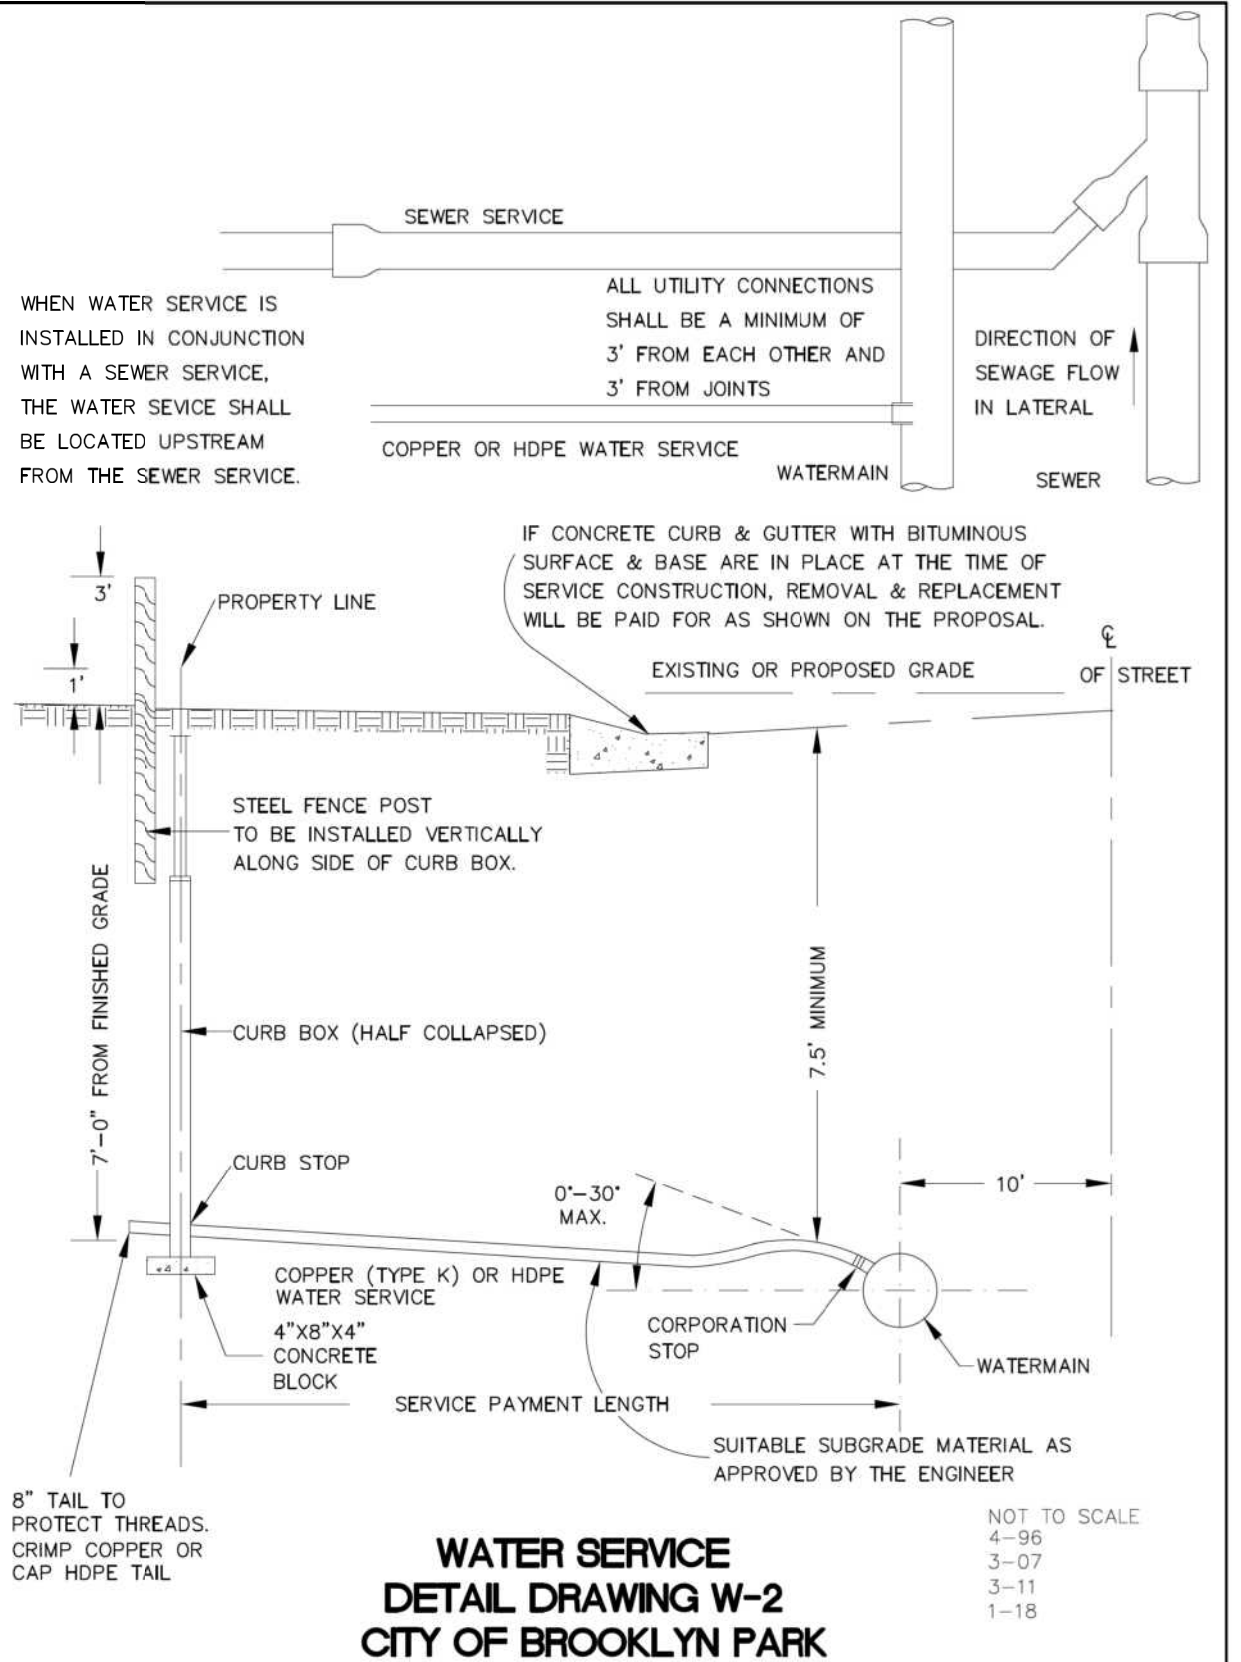 SEWER SERVICE
WHEN WATER SERVICE IS
INSTALLED IN CONJUNCTION
WITH A SEWER SERVICE,
THE WATER SEVICE SHALL
BE LOCATED UPSTREAM
FROM THE SEWER SERVICE.
ALL UTILITY CONNECTIONS
SHALL BE A MINIMUM OF
3' FROM EACH OTHER AND
3' FROM JOINTS
DIRECTION OF
SEWAGE FLOW
IN LATERAL
COPPER OR HDPE WATER SERVICE
WATERMAIN
SEWER
IF CONCRETE CURB & GUTTER WITH BITUMINOUS
SURFACE & BASE ARE IN PLACE AT THE TIME OF
SERVICE CONSTRUCTION, REMOVAL & REPLACEMENT
WILL BE PAID FOR AS SHOWN ON THE PROPOSAL.
3'
PROPERTY LINE
1'
EXISTING OR PROPOSED GRADE
℄
OF STREET
STEEL FENCE POST
TO BE INSTALLED VERTICALLY
ALONG SIDE OF CURB BOX.
7'-0" FROM FINISHED GRADE
CURB BOX (HALF COLLAPSED)
7.5' MINIMUM
CURB STOP
0°-30°
MAX.
10'
COPPER (TYPE K) OR HDPE
WATER SERVICE
4"X8"X4"
CONCRETE
BLOCK
CORPORATION
STOP
WATERMAIN
SERVICE PAYMENT LENGTH
SUITABLE SUBGRADE MATERIAL AS
APPROVED BY THE ENGINEER
8" TAIL TO
PROTECT THREADS.
CRIMP COPPER OR
CAP HDPE TAIL
NOT TO SCALE
4-96
3-07
3-11
1-18
WATER SERVICE
DETAIL DRAWING W-2
CITY OF BROOKLYN PARK